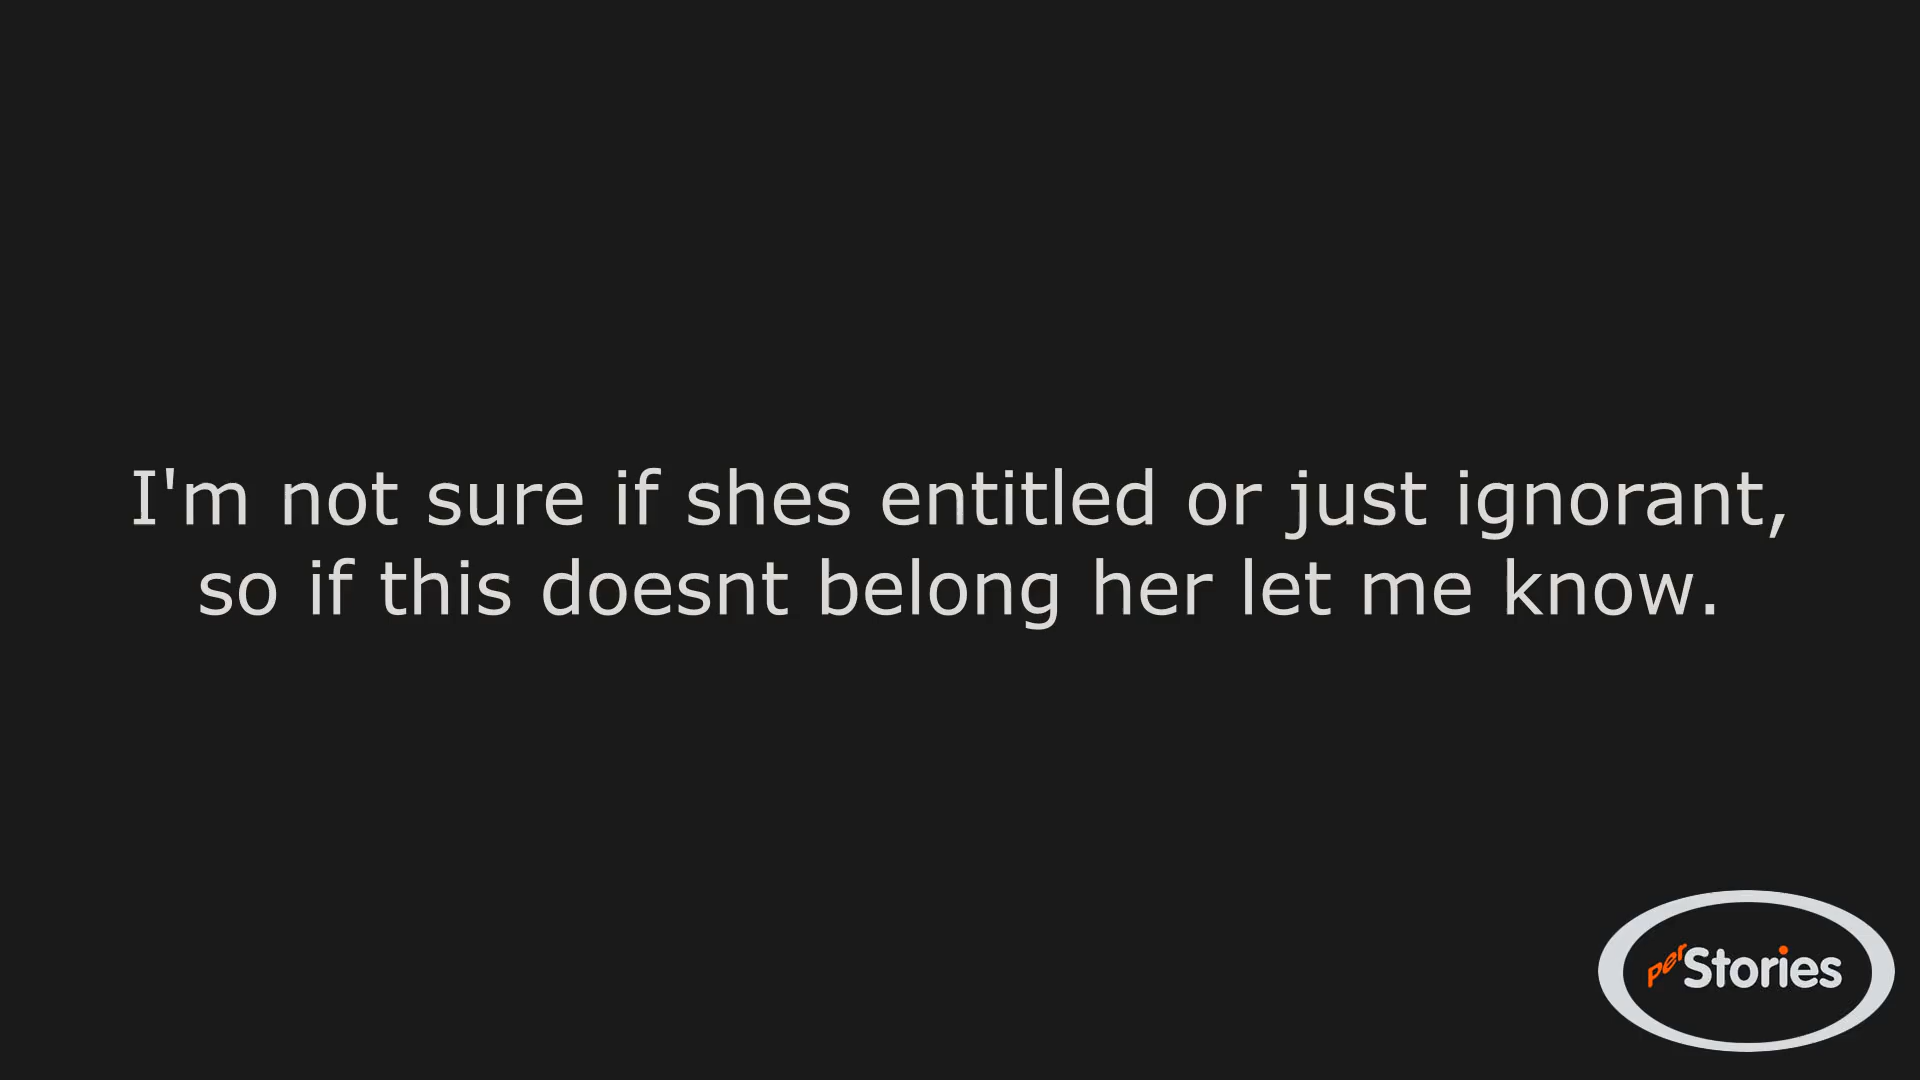 I'm not sure if shes entitled or just ignorant,
so if this doesnt belong her let me know.
perStories